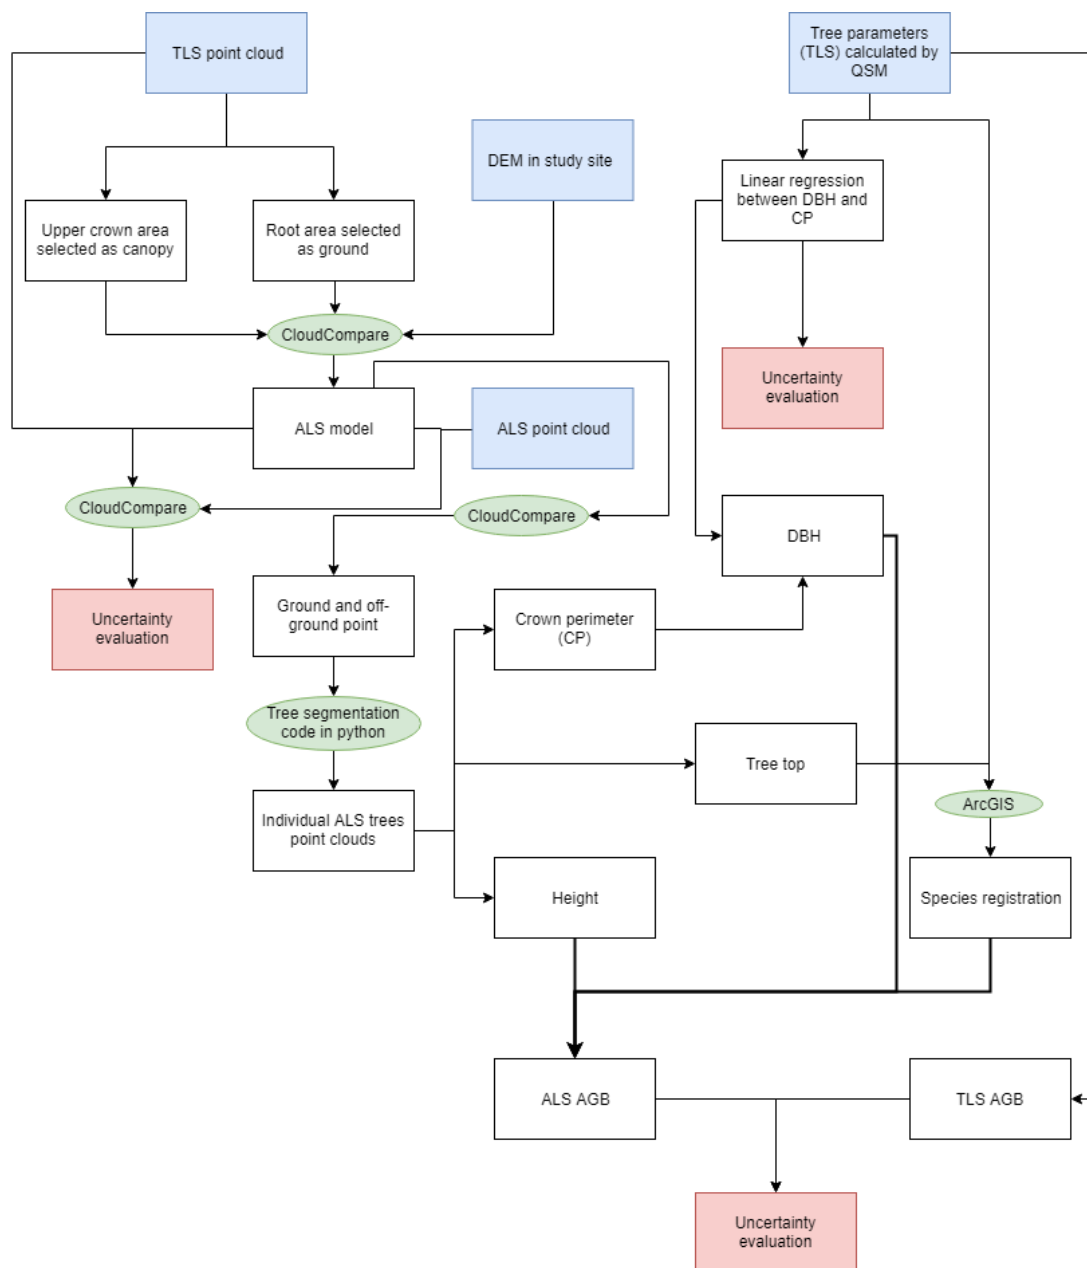 TLS point cloud
Tree parameters
(TLS) calculated by
QSM
DEM in study site
Linear regression
between DBH and
CP
Upper crown area
selected as canopy
Root area selected
as ground
CloudCompare
Uncertainty
evaluation
ALS model
ALS point cloud
CloudCompare
CloudCompare
DBH
Uncertainty
evaluation
Ground and off-
ground point
Crown perimeter
(CP)
Tree segmentation
code in python
Tree top
Individual ALS trees
point clouds
ArcGIS
Height
Species registration
ALS AGB
TLS AGB
Uncertainty
evaluation